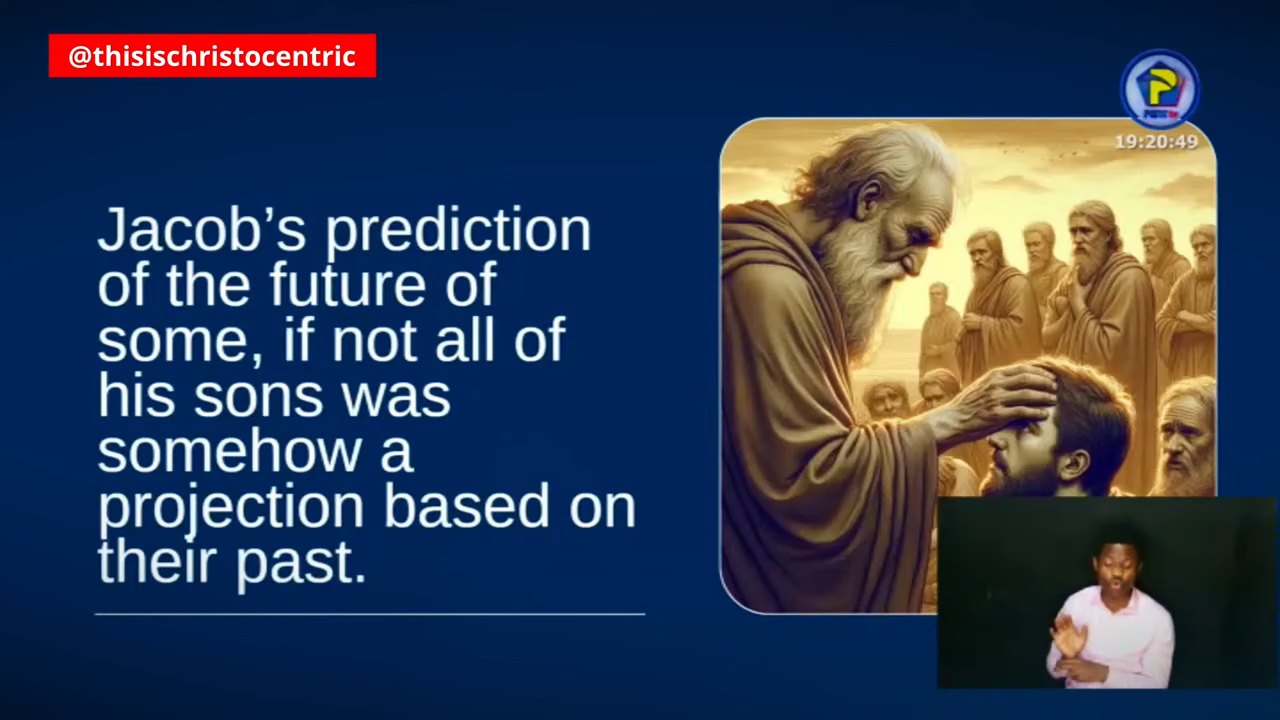 @thisischristocentric
P
19:20:49
Jacob’s prediction
of the future of
some, if not all of
his sons was
somehow a
projection based on
their past.